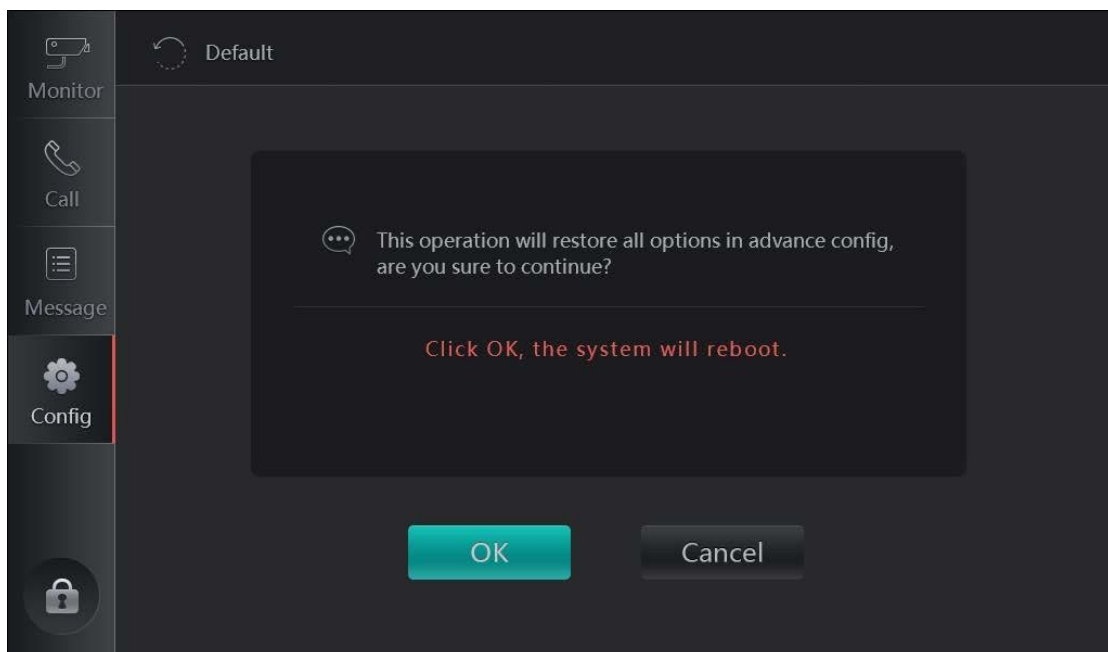 Monitor
Call
Message
Config
Default
This operation will restore all options in advance config,
are you sure to continue?
Click OK, the system will reboot.
OK
Cancel